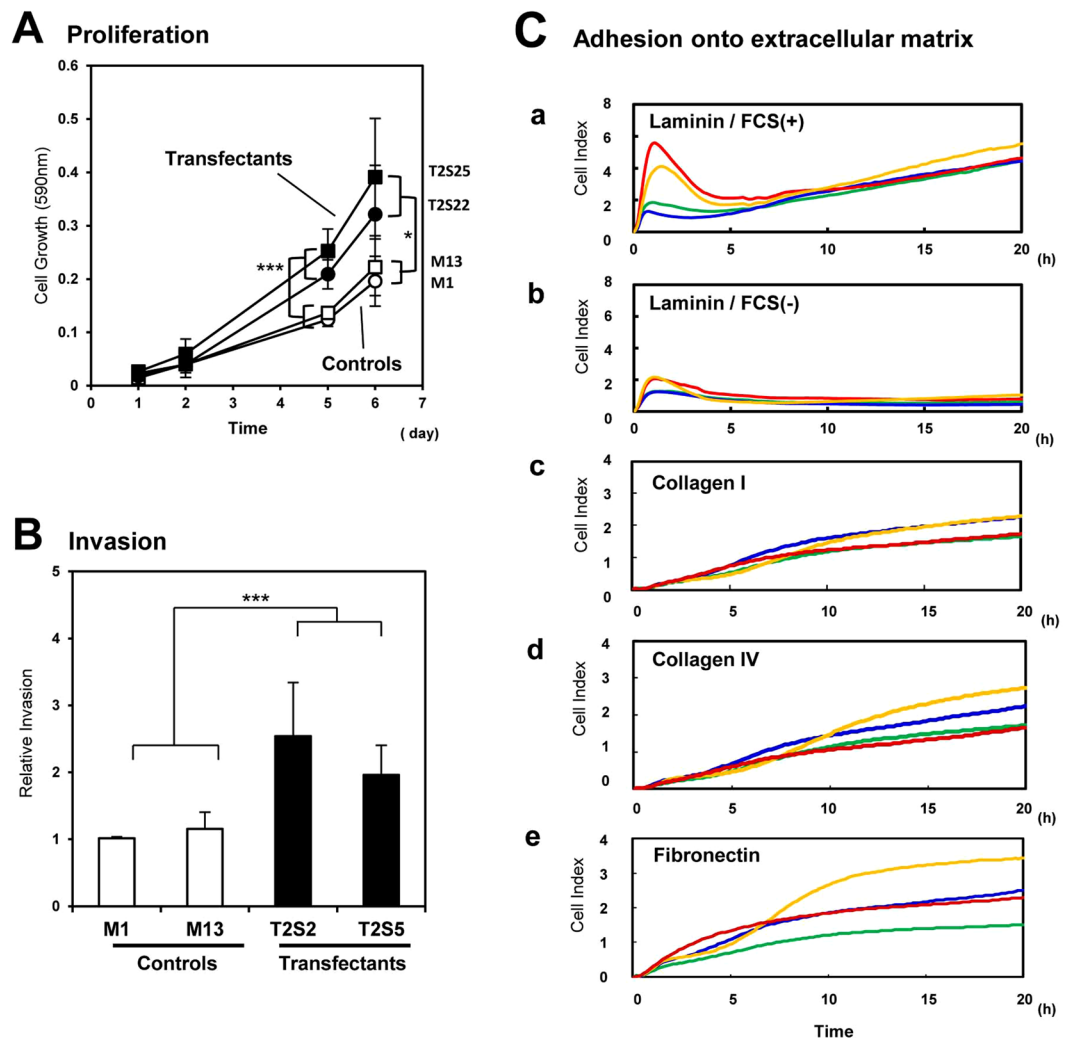 A Proliferation
0.6
0.5
0.4
0.3
0.2
0.1
0
Cell Growth (590nm)
Transfectants
T2S25
T2S22
M13
M1
***
*
Controls
0 1 2 3 4 5 6 7
Time
( day)
B Invasion
5
4
3
2
1
0
Relative Invasion
***
M1 M13 T2S2 T2S5
Controls Transfectants
C Adhesion onto extracellular matrix
a
Laminin / FCS(+)
Cell Index
8
6
4
2
0
0 5 10 15 20
(h)
b
Laminin / FCS(-)
Cell Index
8
6
4
2
0
0 5 10 15 20
(h)
c
Collagen I
Cell Index
4
3
2
1
0
0 5 10 15 20
(h)
d
Collagen IV
Cell Index
4
3
2
1
0
0 5 10 15 20
(h)
e
Fibronectin
Cell Index
4
3
2
1
0
0 5 10 15 20
(h)
Time